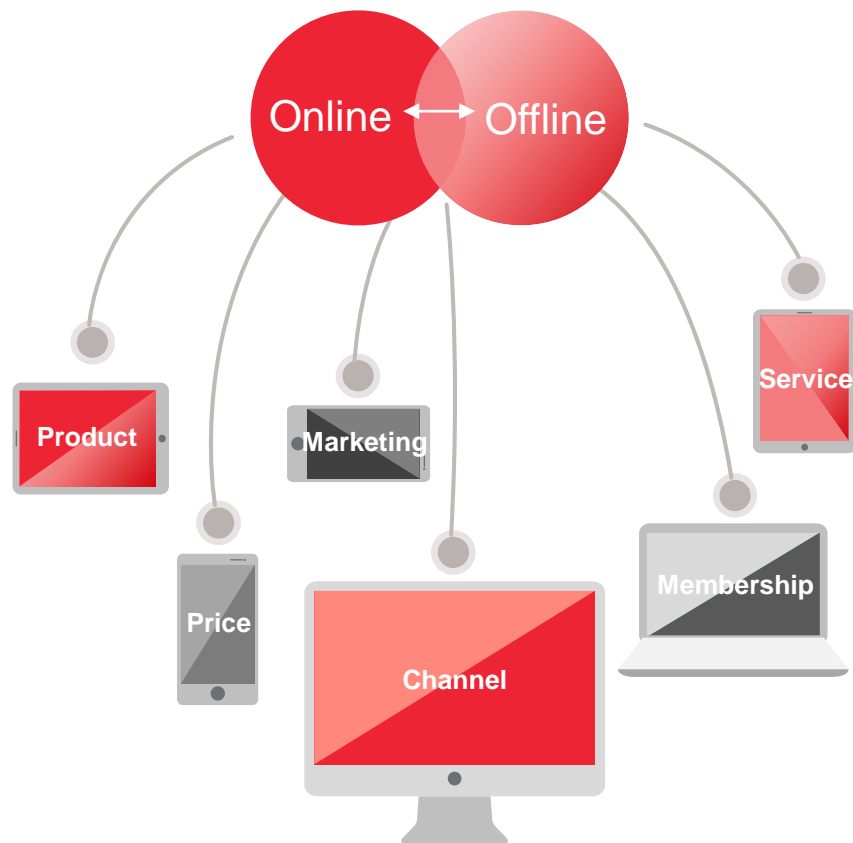 Online
Offline
Service
Product
Marketing
Membership
Price
Channel